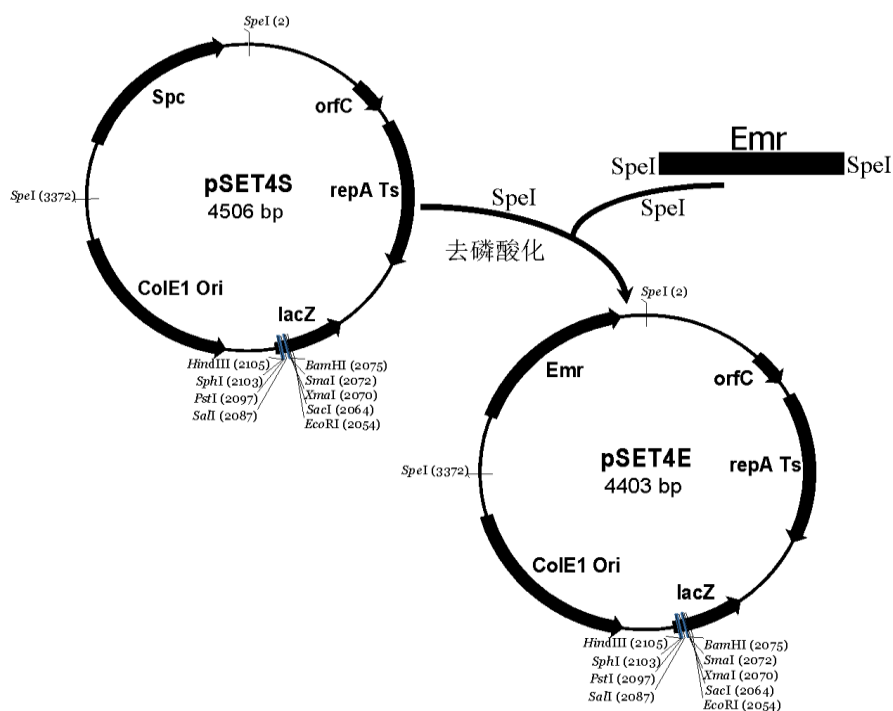 SpeI (2)
Spc
orfC
pSET4S
4506 bp
repA Ts
SpeI (3372)
ColE1 Ori
lacZ
HindIII (2105)
SphI (2103)
PstI (2097)
SalI (2087)
BamHI (2075)
SmaI (2072)
XmaI (2070)
SacI (2064)
EcoRI (2054)
Emr
SpeI
SpeI
SpeI
SpeI
去磷酸化
SpeI (2)
Emr
orfC
pSET4E
4403 bp
repA Ts
SpeI (3372)
ColE1 Ori
lacZ
HindIII (2105)
SphI (2103)
PstI (2097)
SalI (2087)
BamHI (2075)
SmaI (2072)
XmaI (2070)
SacI (2064)
EcoRI (2054)